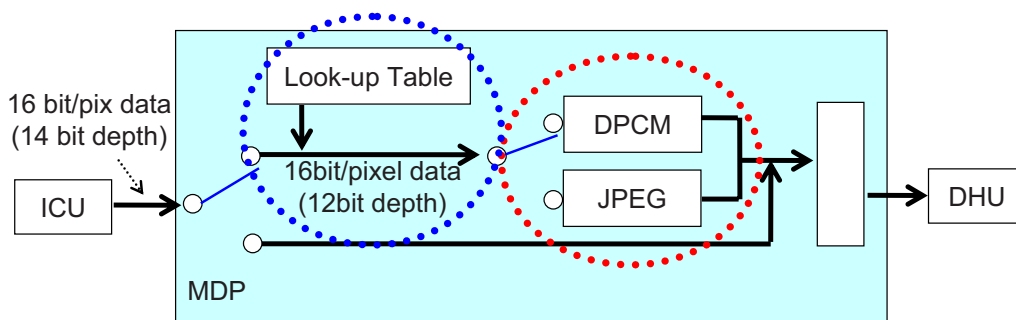 Look-up Table
16 bit/pix data
(14 bit depth)
DPCM
16bit/pixel data
(12bit depth)
ICU
JPEG
DHU
MDP